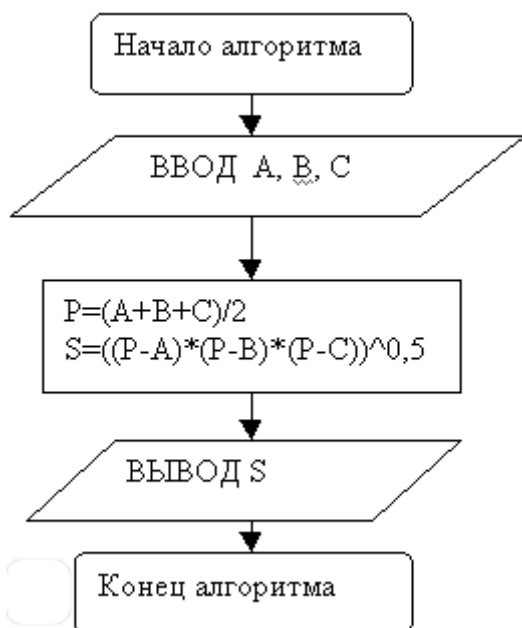 Начало алгоритма
ВВОД A, B, C
P=(A+B+C)/2
S=((P-A)*(P-B)*(P-C))^0,5
ВЫВОД S
Конец алгоритма